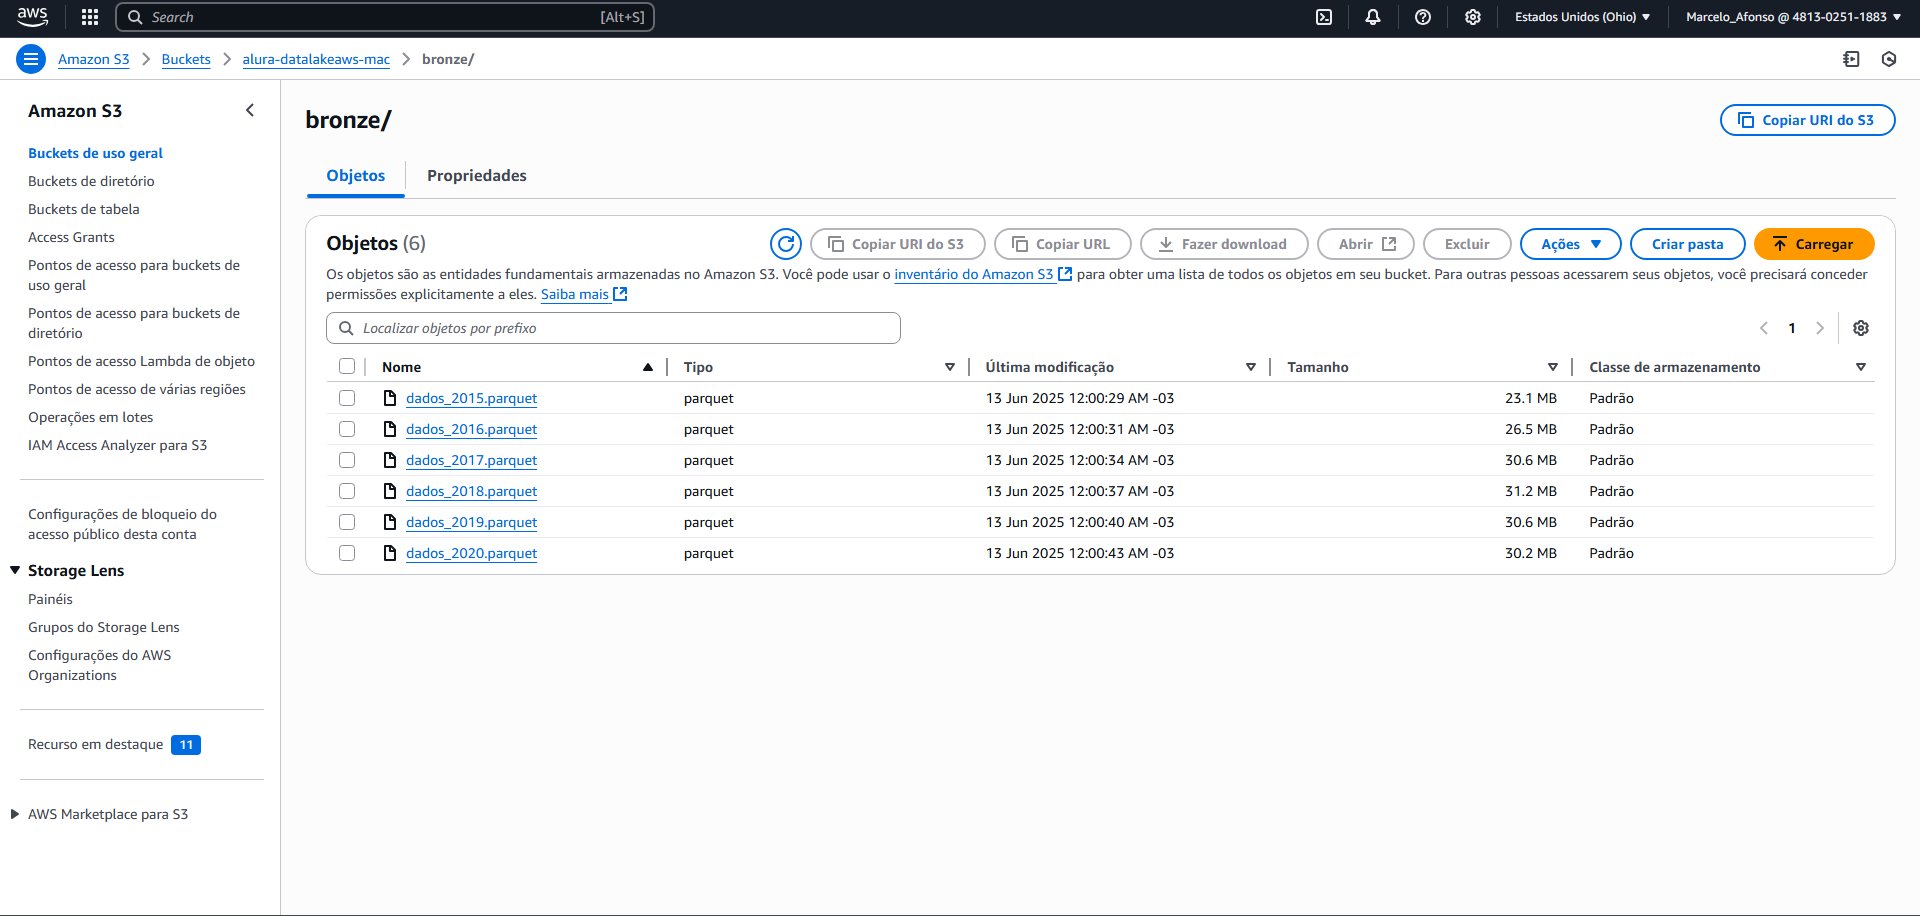 aws
Search
[Alt+S]
Estados Unidos (Ohio)
Marcelo_Afonso @ 4813-0251-1883
Amazon S3
Buckets
alura-datalakeaws-mac
bronze/
Amazon S3
Buckets de uso geral
Buckets de diretório
Buckets de tabela
Access Grants
Pontos de acesso para buckets de
uso geral
Pontos de acesso para buckets de
diretório
Pontos de acesso Lambda de objeto
Pontos de acesso de várias regiões
Operações em lotes
IAM Access Analyzer para S3
Configurações de bloqueio do
acesso público desta conta
Storage Lens
Painéis
Grupos do Storage Lens
Configurações do AWS
Organizations
Recurso em destaque 11
AWS Marketplace para S3
bronze/
Copiar URI do S3
Objetos
Propriedades
Objetos (6)
Copiar URI do S3
Copiar URL
Fazer download
Abrir
Excluir
Ações
Criar pasta
Carregar
Os objetos são as entidades fundamentais armazenadas no Amazon S3. Você pode usar o inventário do Amazon S3 para obter uma lista de todos os objetos em seu bucket. Para outras pessoas acessarem seus objetos, você precisará conceder
permissões explicitamente a eles. Saiba mais
Localizar objetos por prefixo
1
Nome Tipo Última modificação Tamanho Classe de armazenamento
dados_2015.parquet parquet 13 Jun 2025 12:00:29 AM -03 23.1 MB Padrão
dados_2016.parquet parquet 13 Jun 2025 12:00:31 AM -03 26.5 MB Padrão
dados_2017.parquet parquet 13 Jun 2025 12:00:34 AM -03 30.6 MB Padrão
dados_2018.parquet parquet 13 Jun 2025 12:00:37 AM -03 31.2 MB Padrão
dados_2019.parquet parquet 13 Jun 2025 12:00:40 AM -03 30.6 MB Padrão
dados_2020.parquet parquet 13 Jun 2025 12:00:43 AM -03 30.2 MB Padrão